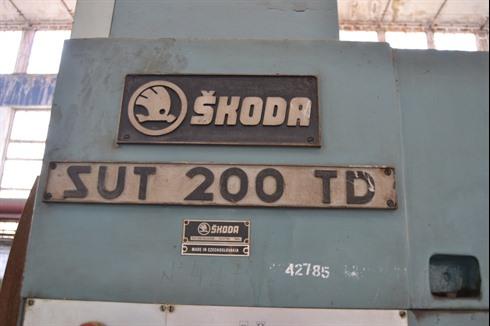 ŠKODA
SUT 200 TD
ŠKODA
MADE IN CZECHOSLOVAKIA
42785